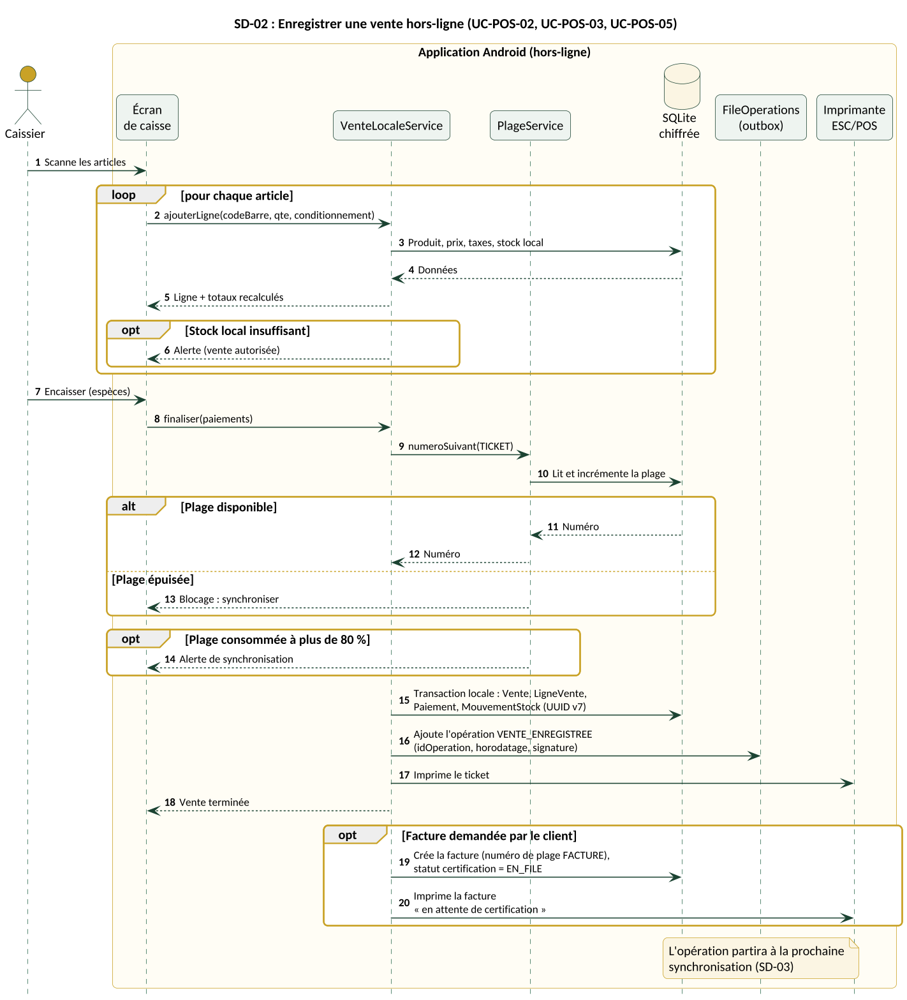 SD-02 : Enregistrer une vente hors-ligne (UC-POS-02, UC-POS-03, UC-POS-05)
Application Android (hors-ligne)
Caissier
Écran
de caisse
VenteLocaleService
PlageService
SQLite
chiffrée
FileOperations
(outbox)
Imprimante
ESC/POS
1 Scanne les articles
loop [pour chaque article]
2 ajouterLigne(codeBarre, qte, conditionnement)
3 Produit, prix, taxes, stock local
4 Données
5 Ligne + totaux recalculés
opt [Stock local insuffisant]
6 Alerte (vente autorisée)
7 Encaisser (espèces)
8 finaliser(paiements)
9 numeroSuivant(TICKET)
10 Lit et incrémente la plage
alt [Plage disponible]
11 Numéro
12 Numéro
[Plage épuisée]
13 Blocage : synchroniser
opt [Plage consommée à plus de 80 %]
14 Alerte de synchronisation
15 Transaction locale : Vente, LigneVente,
Paiement, MouvementStock (UUID v7)
16 Ajoute l'opération VENTE_ENREGISTREE
(idOperation, horodatage, signature)
17 Imprime le ticket
18 Vente terminée
opt [Facture demandée par le client]
19 Crée la facture (numéro de plage FACTURE),
statut certification = EN_FILE
20 Imprime la facture
« en attente de certification »
L'opération partira à la prochaine
synchronisation (SD-03)